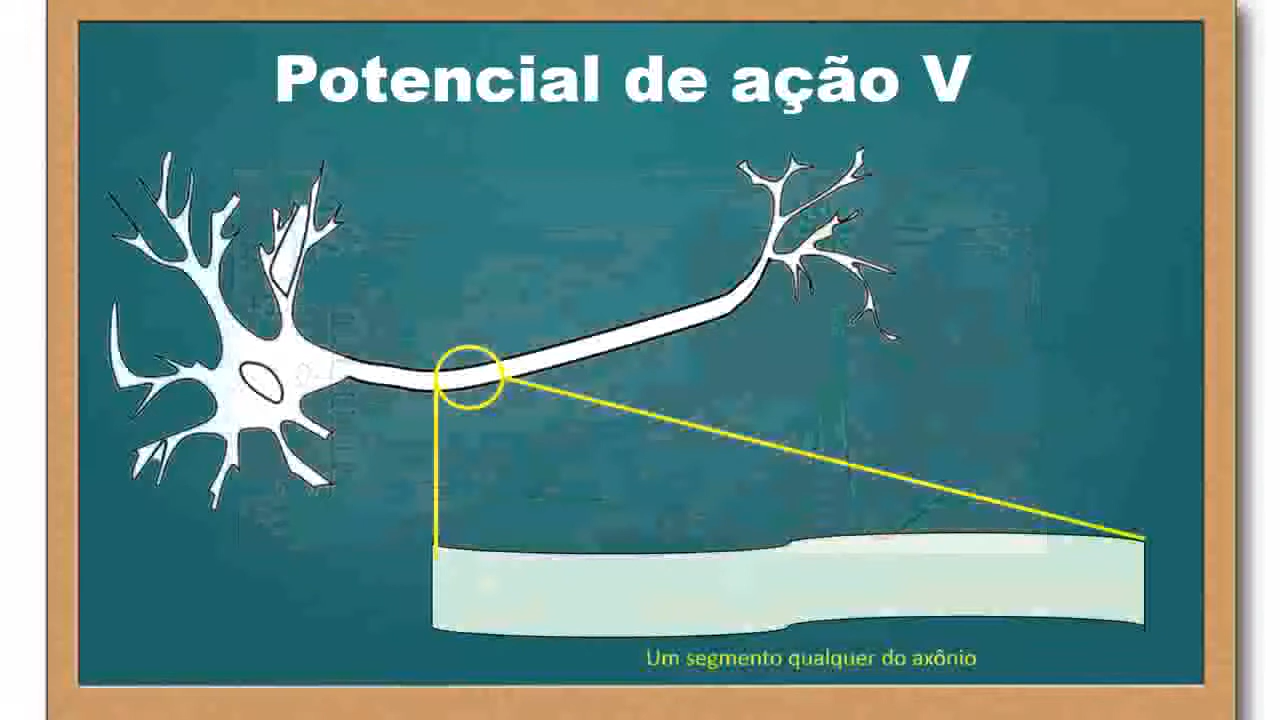 Potencial de ação V
Um segmento qualquer do axônio